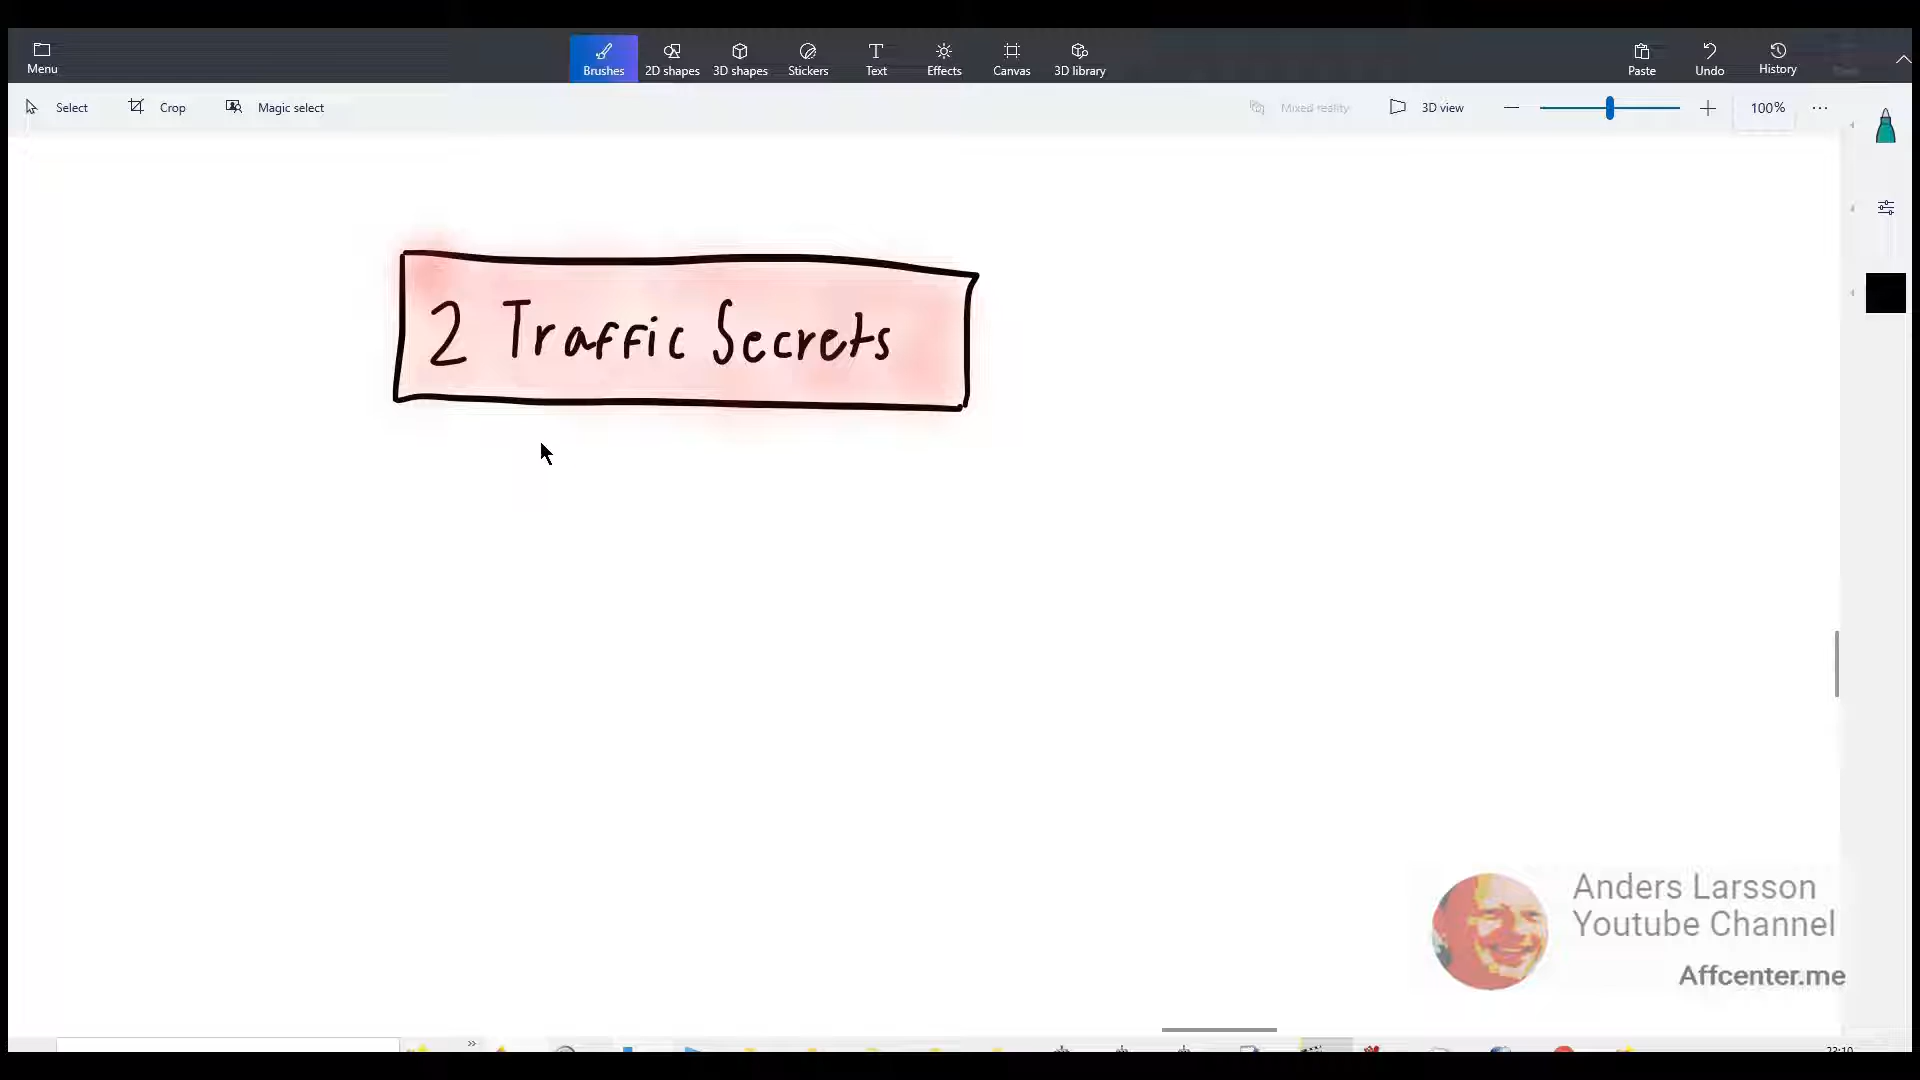 Menu
Brushes
2D shapes
3D shapes
Stickers
Text
Effects
Canvas
3D library
Paste
Undo
History
Select
Crop
Magic select
Mixed reality
3D view
100%
2 Traffic Secrets
Anders Larsson
Youtube Channel
Affcenter.me